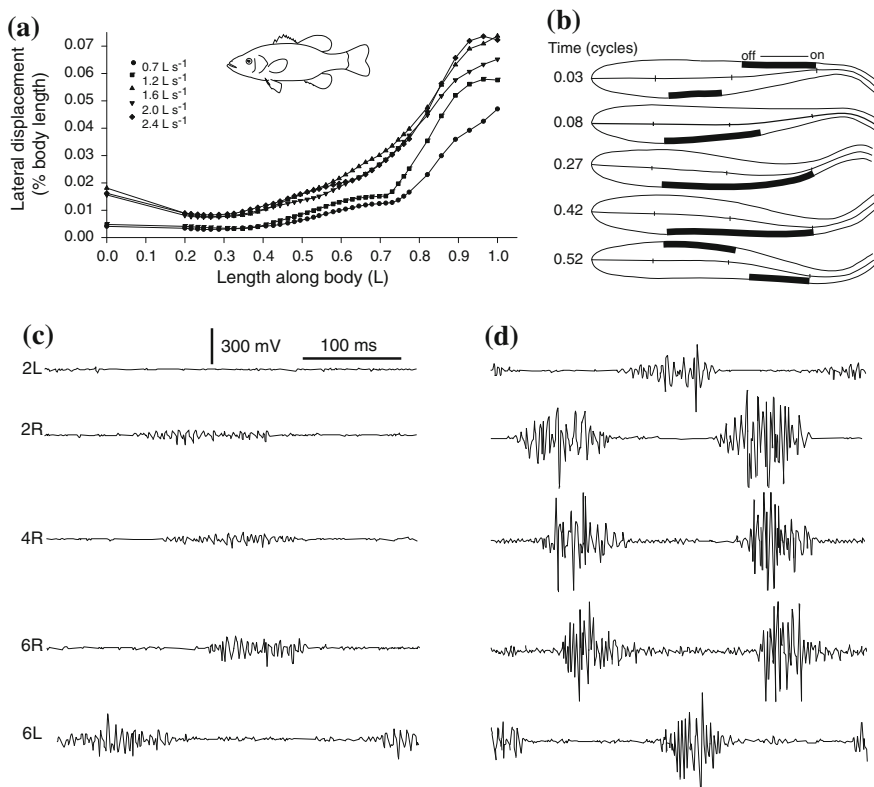 (a)
0.07
0.06
0.05
0.04
0.03
0.02
0.01
0.00
Lateral displacement
(% body length)
0.7 L s-1
1.2 L s-1
1.6 L s-1
2.0 L s-1
2.4 L s-1
0.0 0.1 0.2 0.3 0.4 0.5 0.6 0.7 0.8 0.9 1.0
Length along body (L)
(b)
Time (cycles)
off on
0.03
0.08
0.27
0.42
0.52
(c)
300 mV
100 ms
2L
2R
4R
6R
6L
(d)